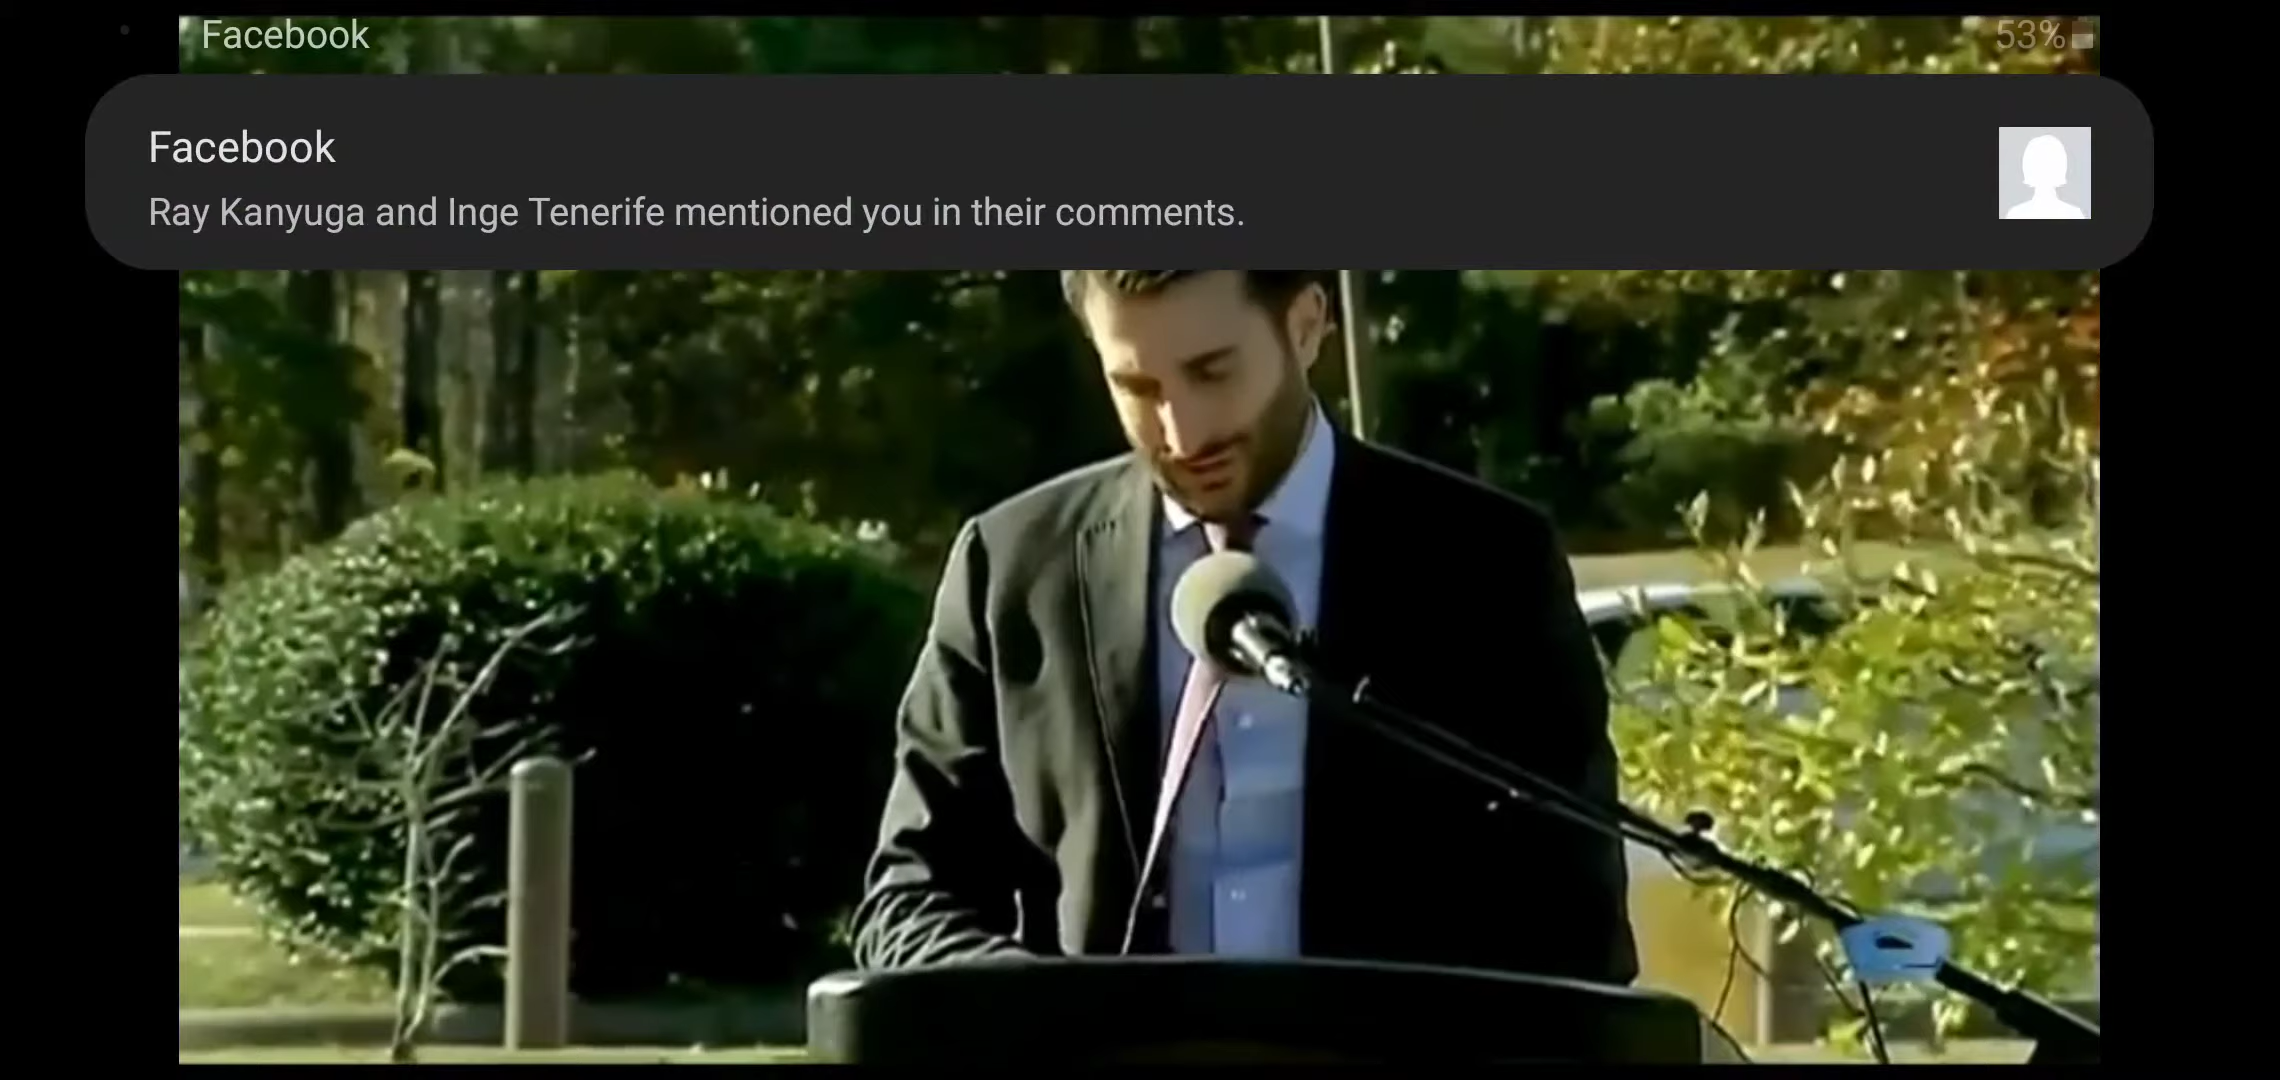 Facebook
53%
Facebook
Ray Kanyuga and Inge Tenerife mentioned you in their comments.